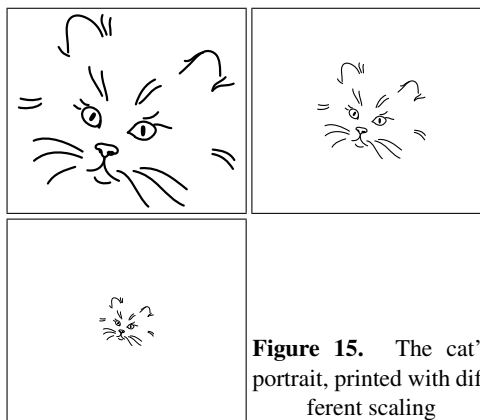 Figure 15. The cat'
portrait, printed with dif
ferent scaling